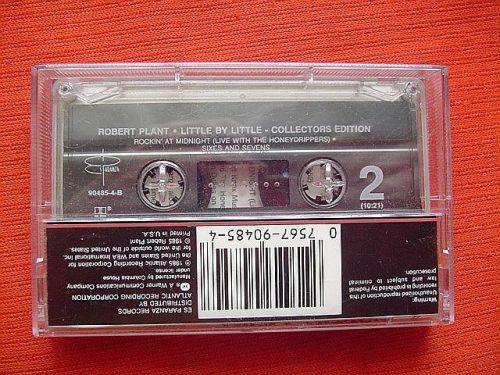 ROBERT PLANT • LITTLE BY LITTLE - COLLECTORS EDITION
ROCKIN' AT MIDNIGHT (LIVE WITH THE HONEYDRIPPERS)
SIXES AND SEVENS
ES PARANZA
90485-4-B
2
(10:21)
0 7567-90485-4
ES PARANZA RECORDS
DISTRIBUTED BY
ATLANTIC RECORDING CORPORATION
A Warner Communications Company
Manufactured by Columbia House
under license.
℗ 1985 Atlantic Recording Corporation for
the United States and WEA International Inc.
for the world outside of the United States.
© 1985 Robert Plant
Printed in U.S.A.
Warning:
Unauthorized reproduction of this
recording is prohibited by Federal
law and subject to criminal
prosecution.